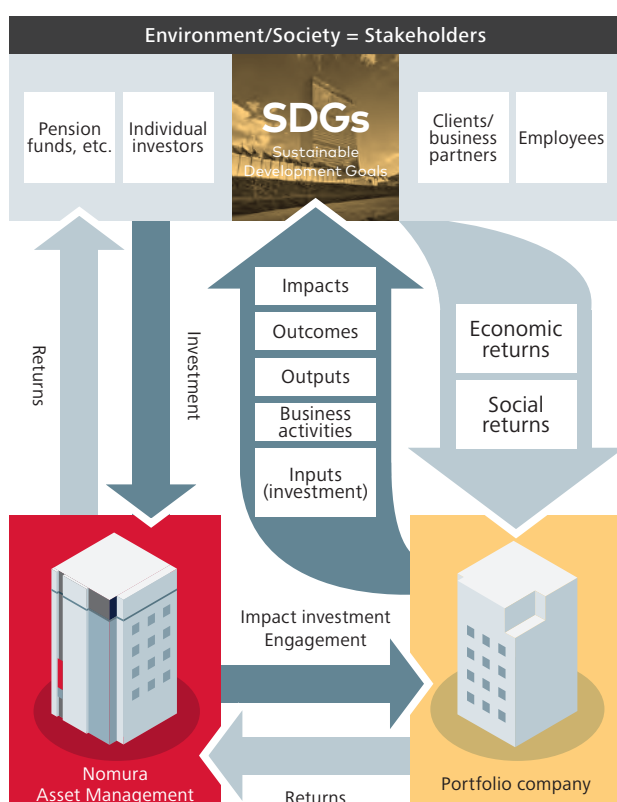 Environment/Society = Stakeholders
Pension
funds, etc.
Individual
investors
SDGs
Sustainable
Development Goals
Clients/
business
partners
Employees
Returns
Investment
Impacts
Outcomes
Outputs
Business
activities
Inputs
(investment)
Economic
returns
Social
returns
Impact investment
Engagement
Nomura
Asset Management
Returns
Portfolio company